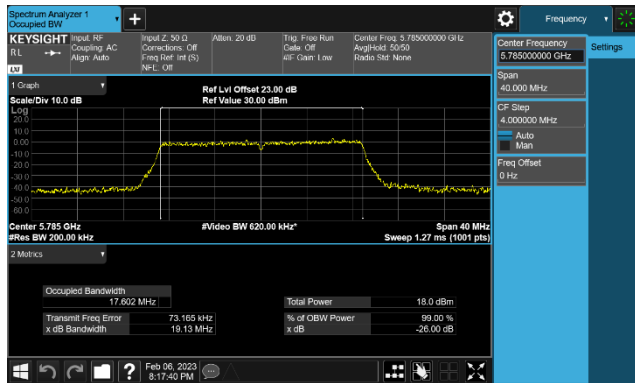 Spectrum Analyzer 1
Occupied BW
+
Frequency
KEYSIGHT
R L
LXI
Input: RF
Coupling: AC
Align: Auto
Input Z: 50 Ω
Corrections: Off
Freq Ref: Int (S)
NFE: Off
Atten: 20 dB
Trig: Free Run
Gate: Off
#IF Gain: Low
Center Freq: 5.785000000 GHz
Avg|Hold: 50/50
Radio Std: None
Center Frequency
5.785000000 GHz
Settings
Span
40.000 MHz
CF Step
4.000000 MHz
Auto
Man
Freq Offset
0 Hz
1 Graph
Scale/Div 10.0 dB
Ref Lvl Offset 23.00 dB
Ref Value 30.00 dBm
Log
20.0
10.0
0.00
-10.0
-20.0
-30.0
-40.0
-50.0
-60.0
Center 5.785 GHz
#Video BW 620.00 kHz*
Span 40 MHz
#Res BW 200.00 kHz
Sweep 1.27 ms (1001 pts)
2 Metrics
Occupied Bandwidth
17.602 MHz
Total Power
18.0 dBm
Transmit Freq Error
73.165 kHz
% of OBW Power
99.00 %
x dB Bandwidth
19.13 MHz
x dB
-26.00 dB
?
Feb 06, 2023
8:17:40 PM